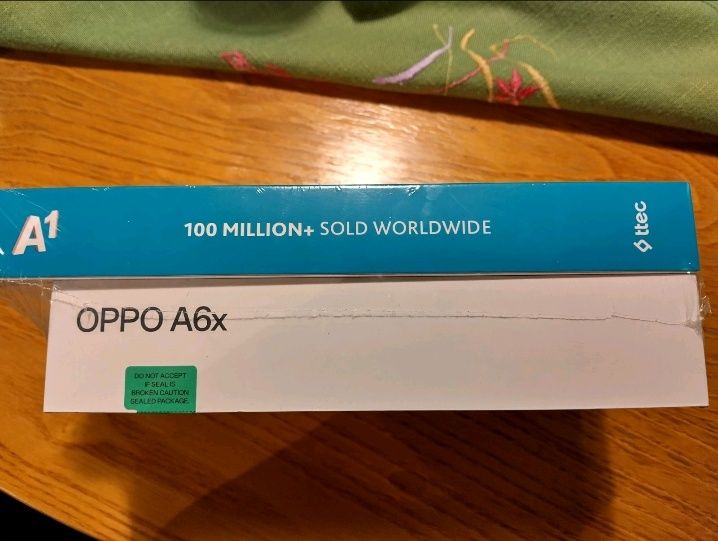 A1
100 MILLION+ SOLD WORLDWIDE
ttec
OPPO A6x
DO NOT ACCEPT
IF SEAL IS
BROKEN CAUTION
SEALED PACKAGE.